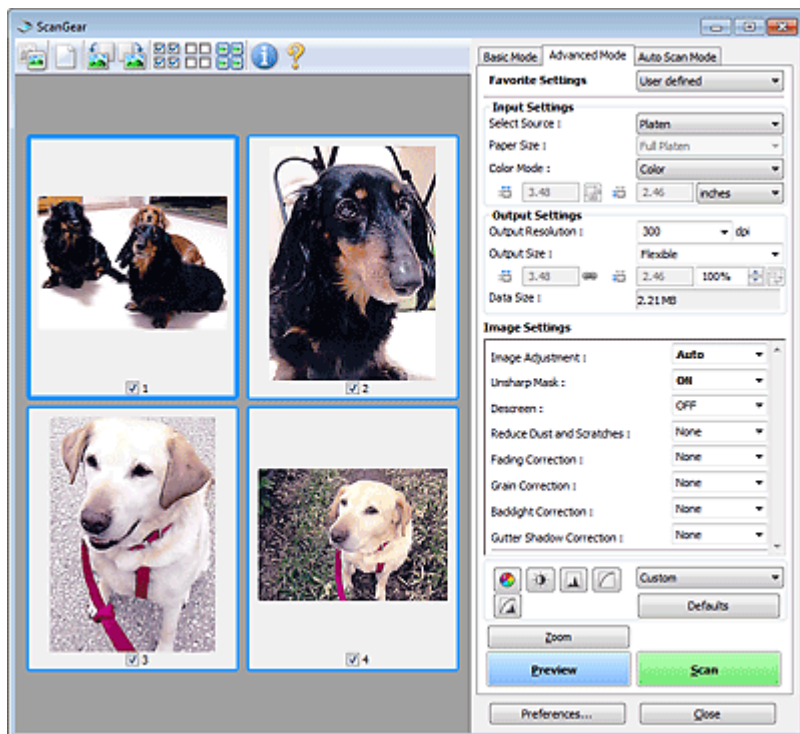 ScanGear
Basic Mode Advanced Mode Auto Scan Mode
Favorite Settings User defined
Input Settings
Select Source : Platen
Paper Size : Full Platen
Color Mode : Color
3.48 2.46 inches
Output Settings
Output Resolution : 300 dpi
Output Size : Flexible
3.48 2.46 100%
Data Size : 2.21MB
Image Settings
Image Adjustment : Auto
Unsharp Mask : ON
Descreen : OFF
Reduce Dust and Scratches : None
Fading Correction : None
Grain Correction : None
Backlight Correction : None
Gutter Shadow Correction : None
Custom
Defaults
Zoom
Preview Scan
Preferences... Close
1
2
3
4